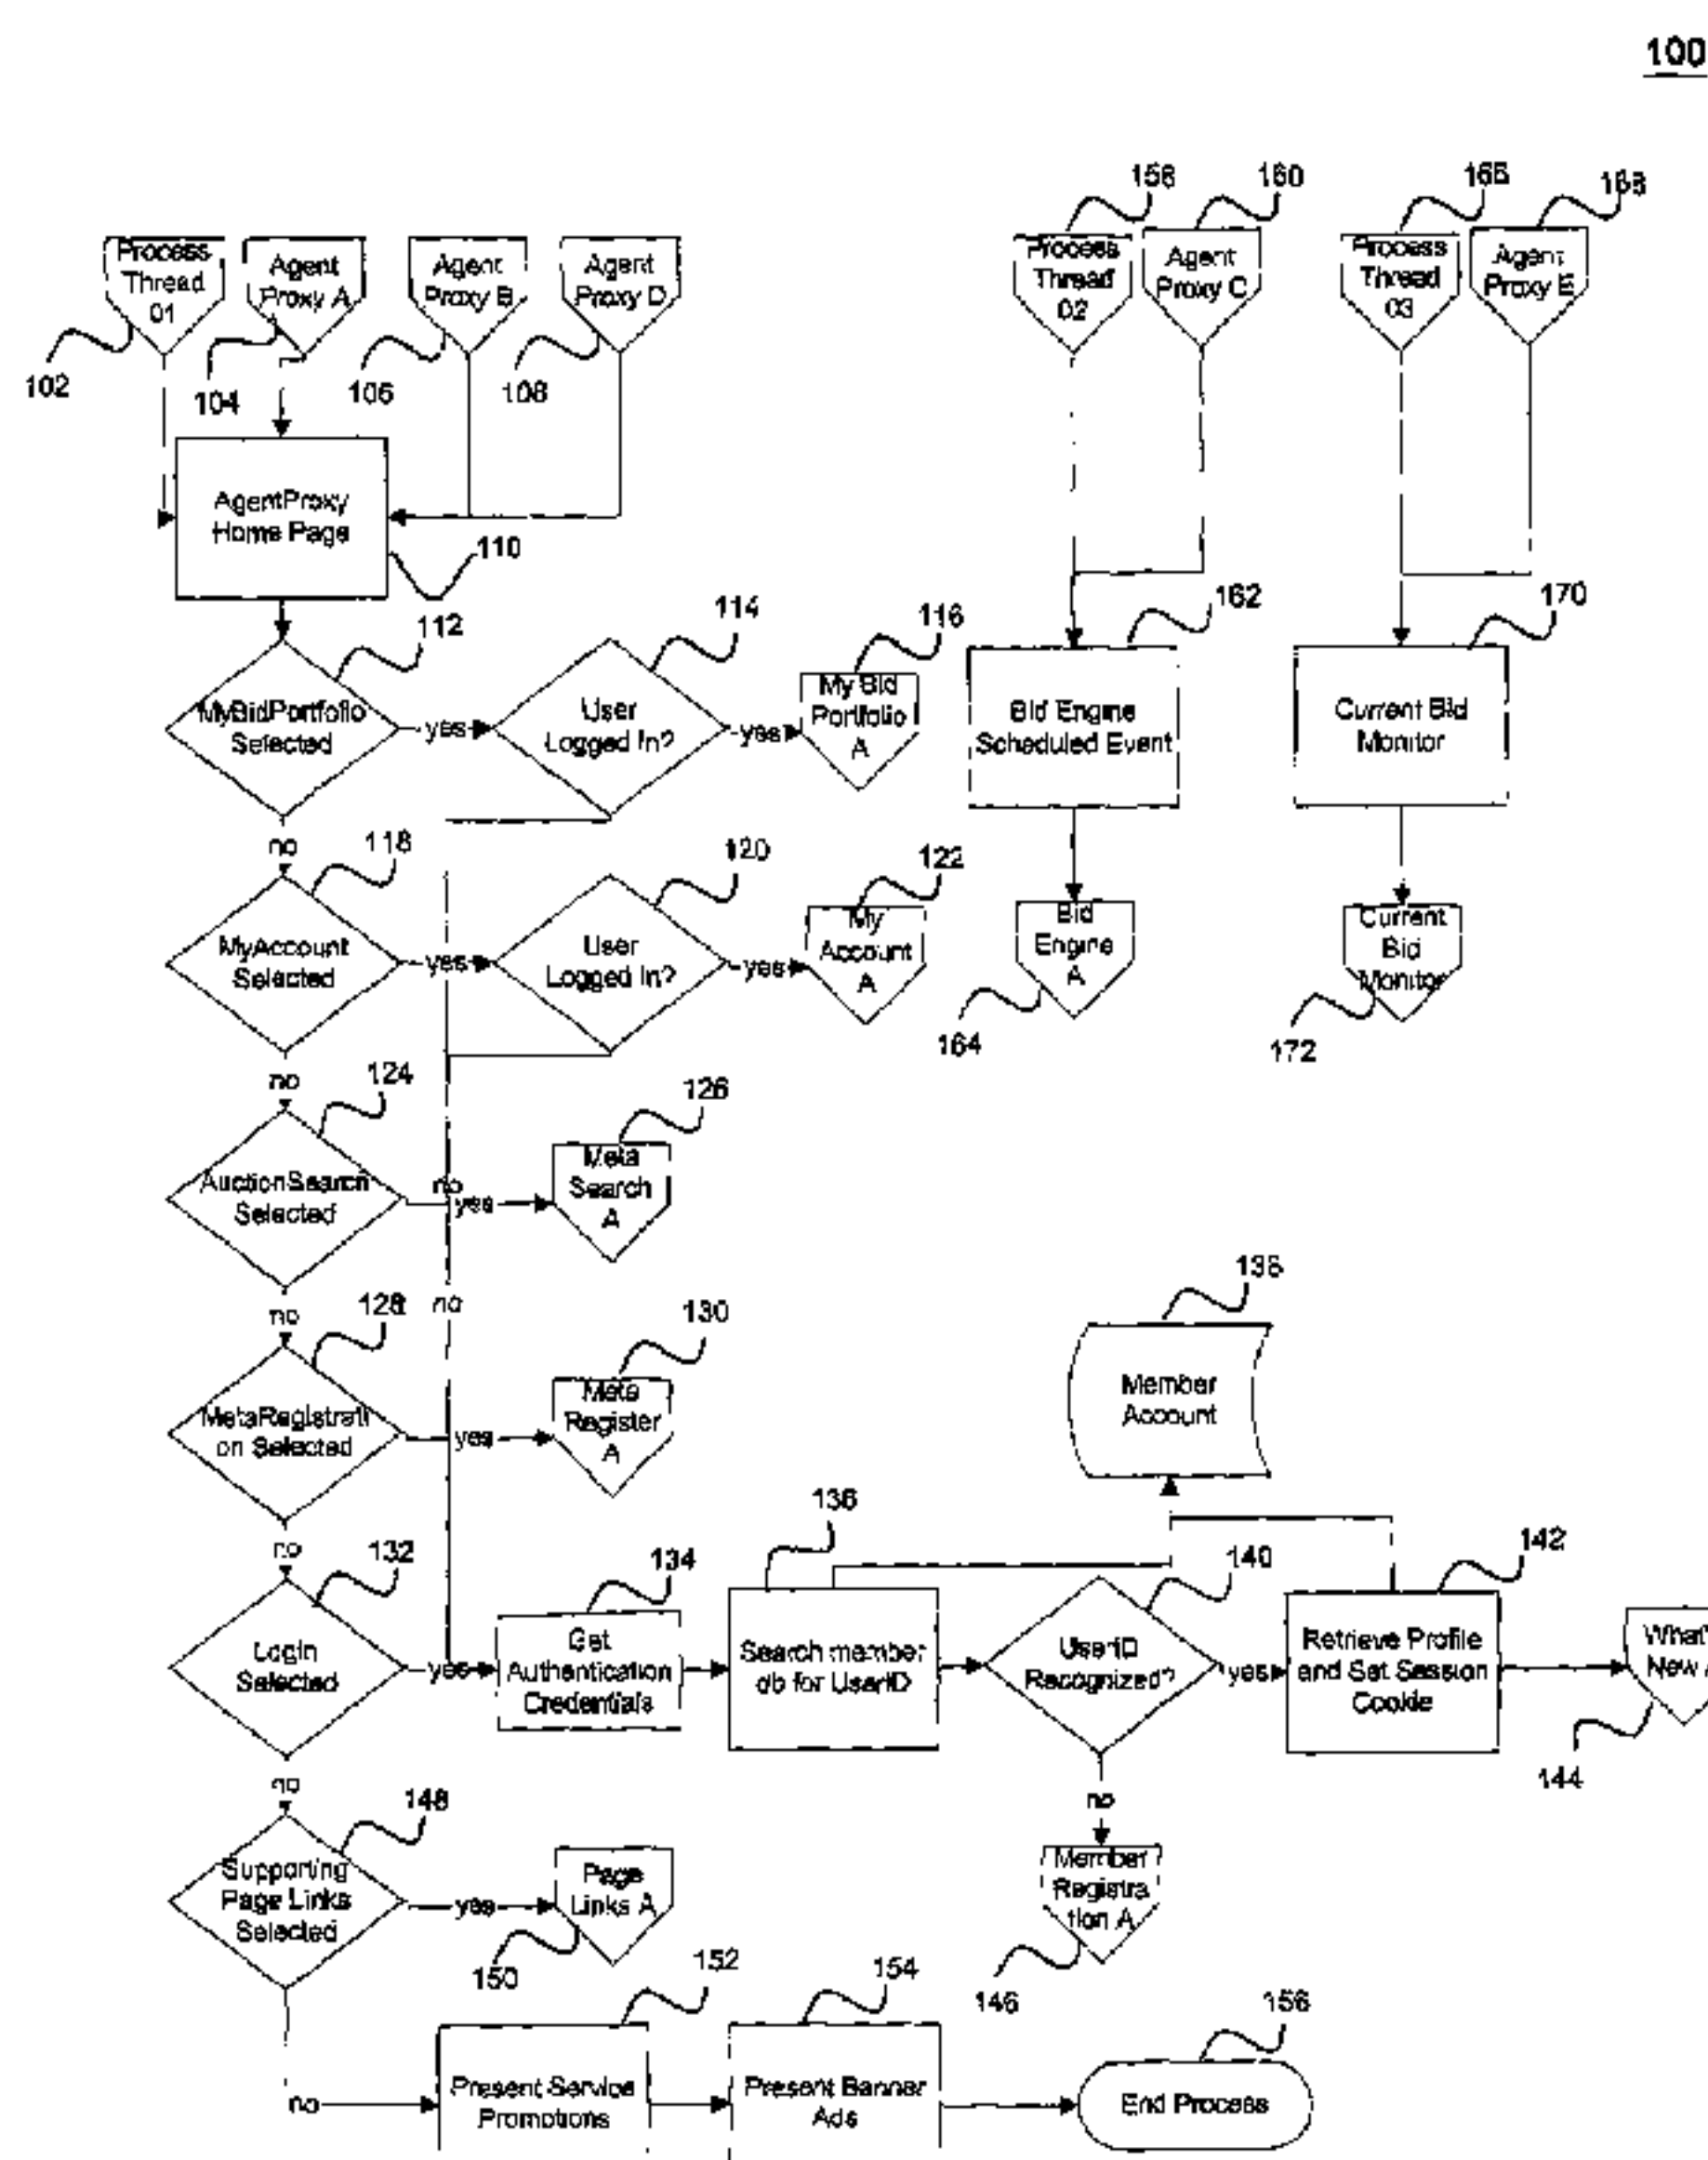 100
158
160
166
168
Process
Thread
01
Agent
Proxy A
Agent
Proxy B
Agent
Proxy D
Process
Thread
02
Agent
Proxy C
Process
Thread
03
Agent
Proxy E
102
104
106
108
AgentProxy
Home Page
110
112
114
116
162
170
MyBidPortfolio
Selected
yes
User
Logged In?
yes
My Bid
Portfolio
A
Bid Engine
Scheduled Event
Current Bid
Monitor
no
118
120
122
MyAccount
Selected
yes
User
Logged In?
yes
My
Account
A
Bid
Engine
A
Current
Bid
Monitor
164
172
no
124
126
AuctionSearch
Selected
no
yes
Meta
Search
A
no
128
no
130
138
MetaRegistrati
on Selected
yes
Meta
Register
A
Member
Account
136
no
132
134
140
142
Login
Selected
yes
Get
Authentication
Credentials
Search member
db for UserID
UserID
Recognized?
yes
Retrieve Profile
and Set Session
Cookie
What'
New
144
no
148
no
Supporting
Page Links
Selected
yes
Page
Links A
Member
Registra
tion A
150
152
154
146
156
no
Present Service
Promotions
Present Banner
Ads
End Process